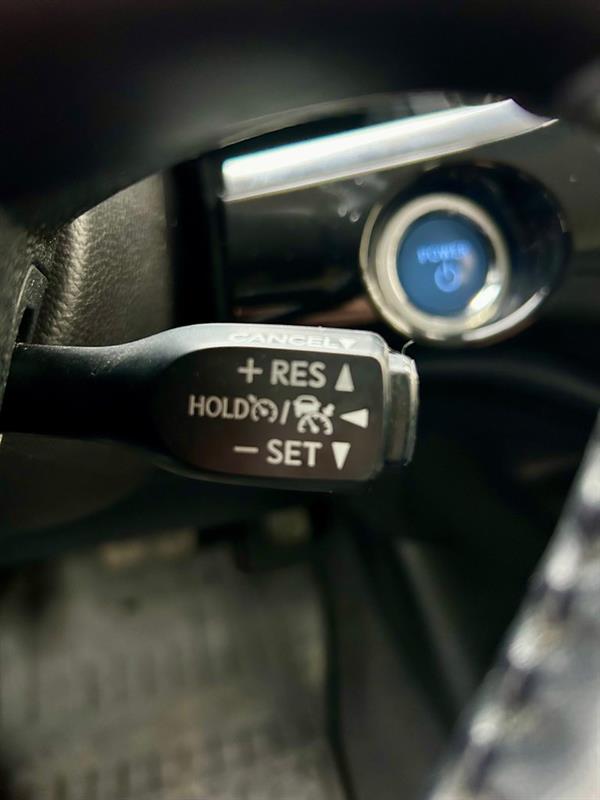 POWER
CANCEL
+ RES
HOLD /
− SET